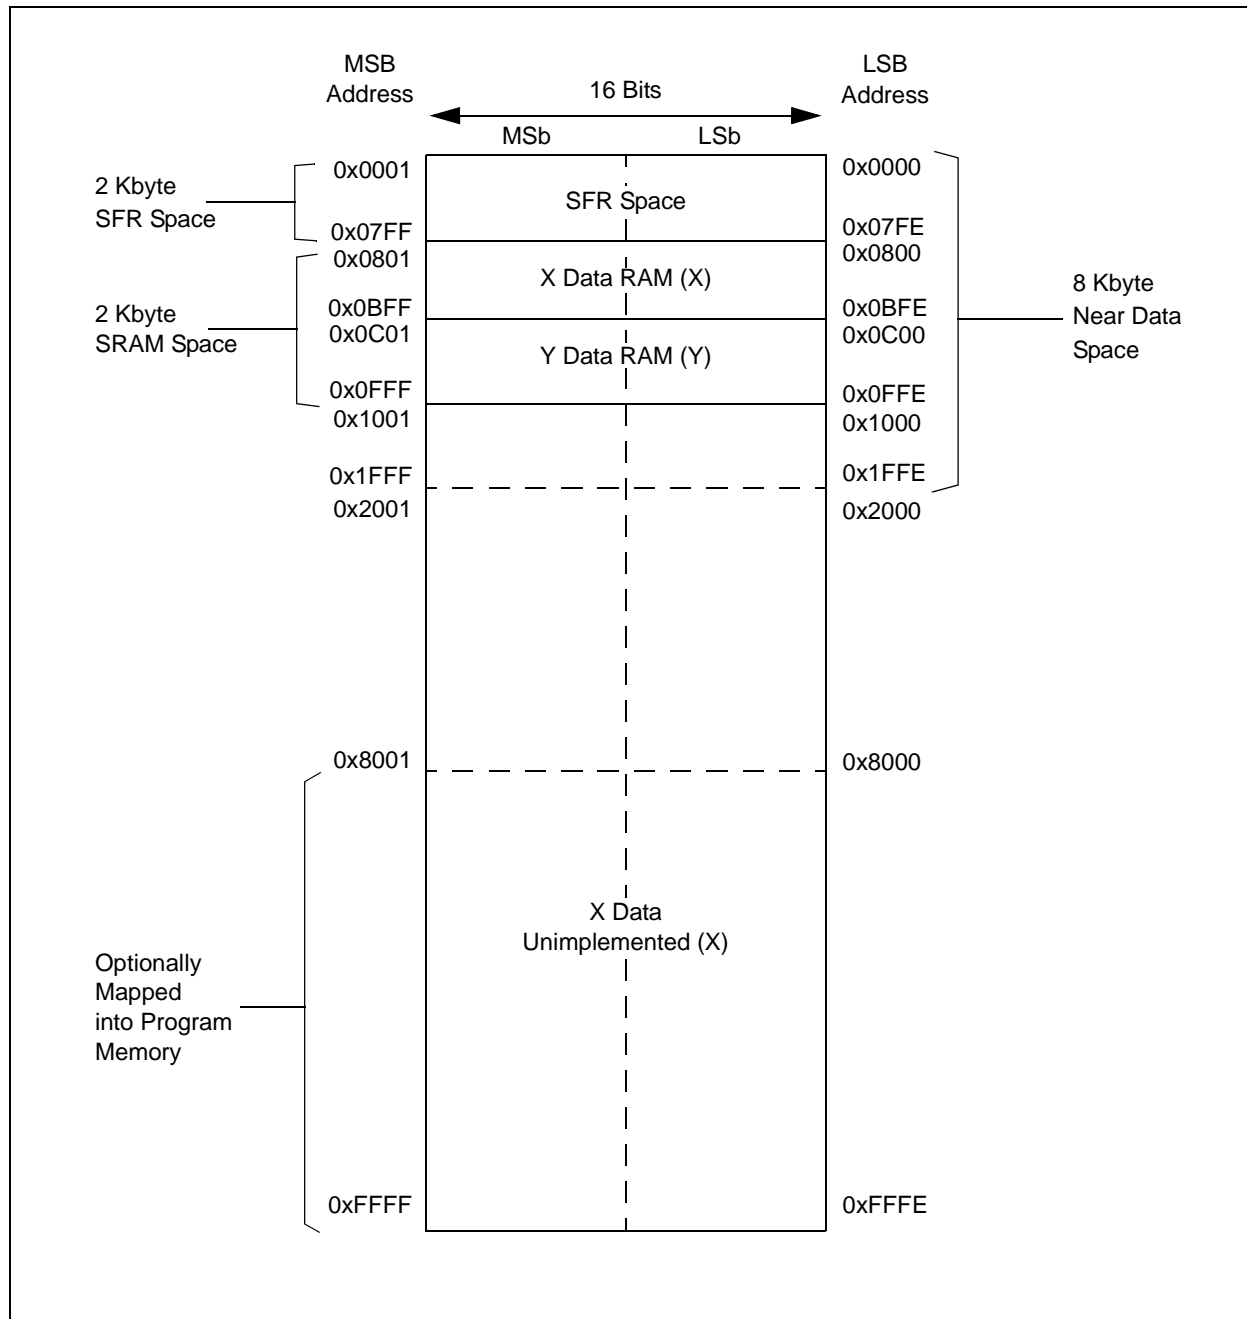 MSB
Address
LSB
Address
16 Bits
MSb
LSb
0x0001
0x0000
2 Kbyte
SFR Space
SFR Space
0x07FF
0x07FE
0x0801
0x0800
X Data RAM (X)
2 Kbyte
SRAM Space
0x0BFF
0x0BFE
0x0C01
0x0C00
8 Kbyte
Near Data
Space
Y Data RAM (Y)
0x0FFF
0x0FFE
0x1001
0x1000
0x1FFF
0x1FFE
0x2001
0x2000
0x8001
0x8000
X Data
Unimplemented (X)
Optionally
Mapped
into Program
Memory
0xFFFF
0xFFFE